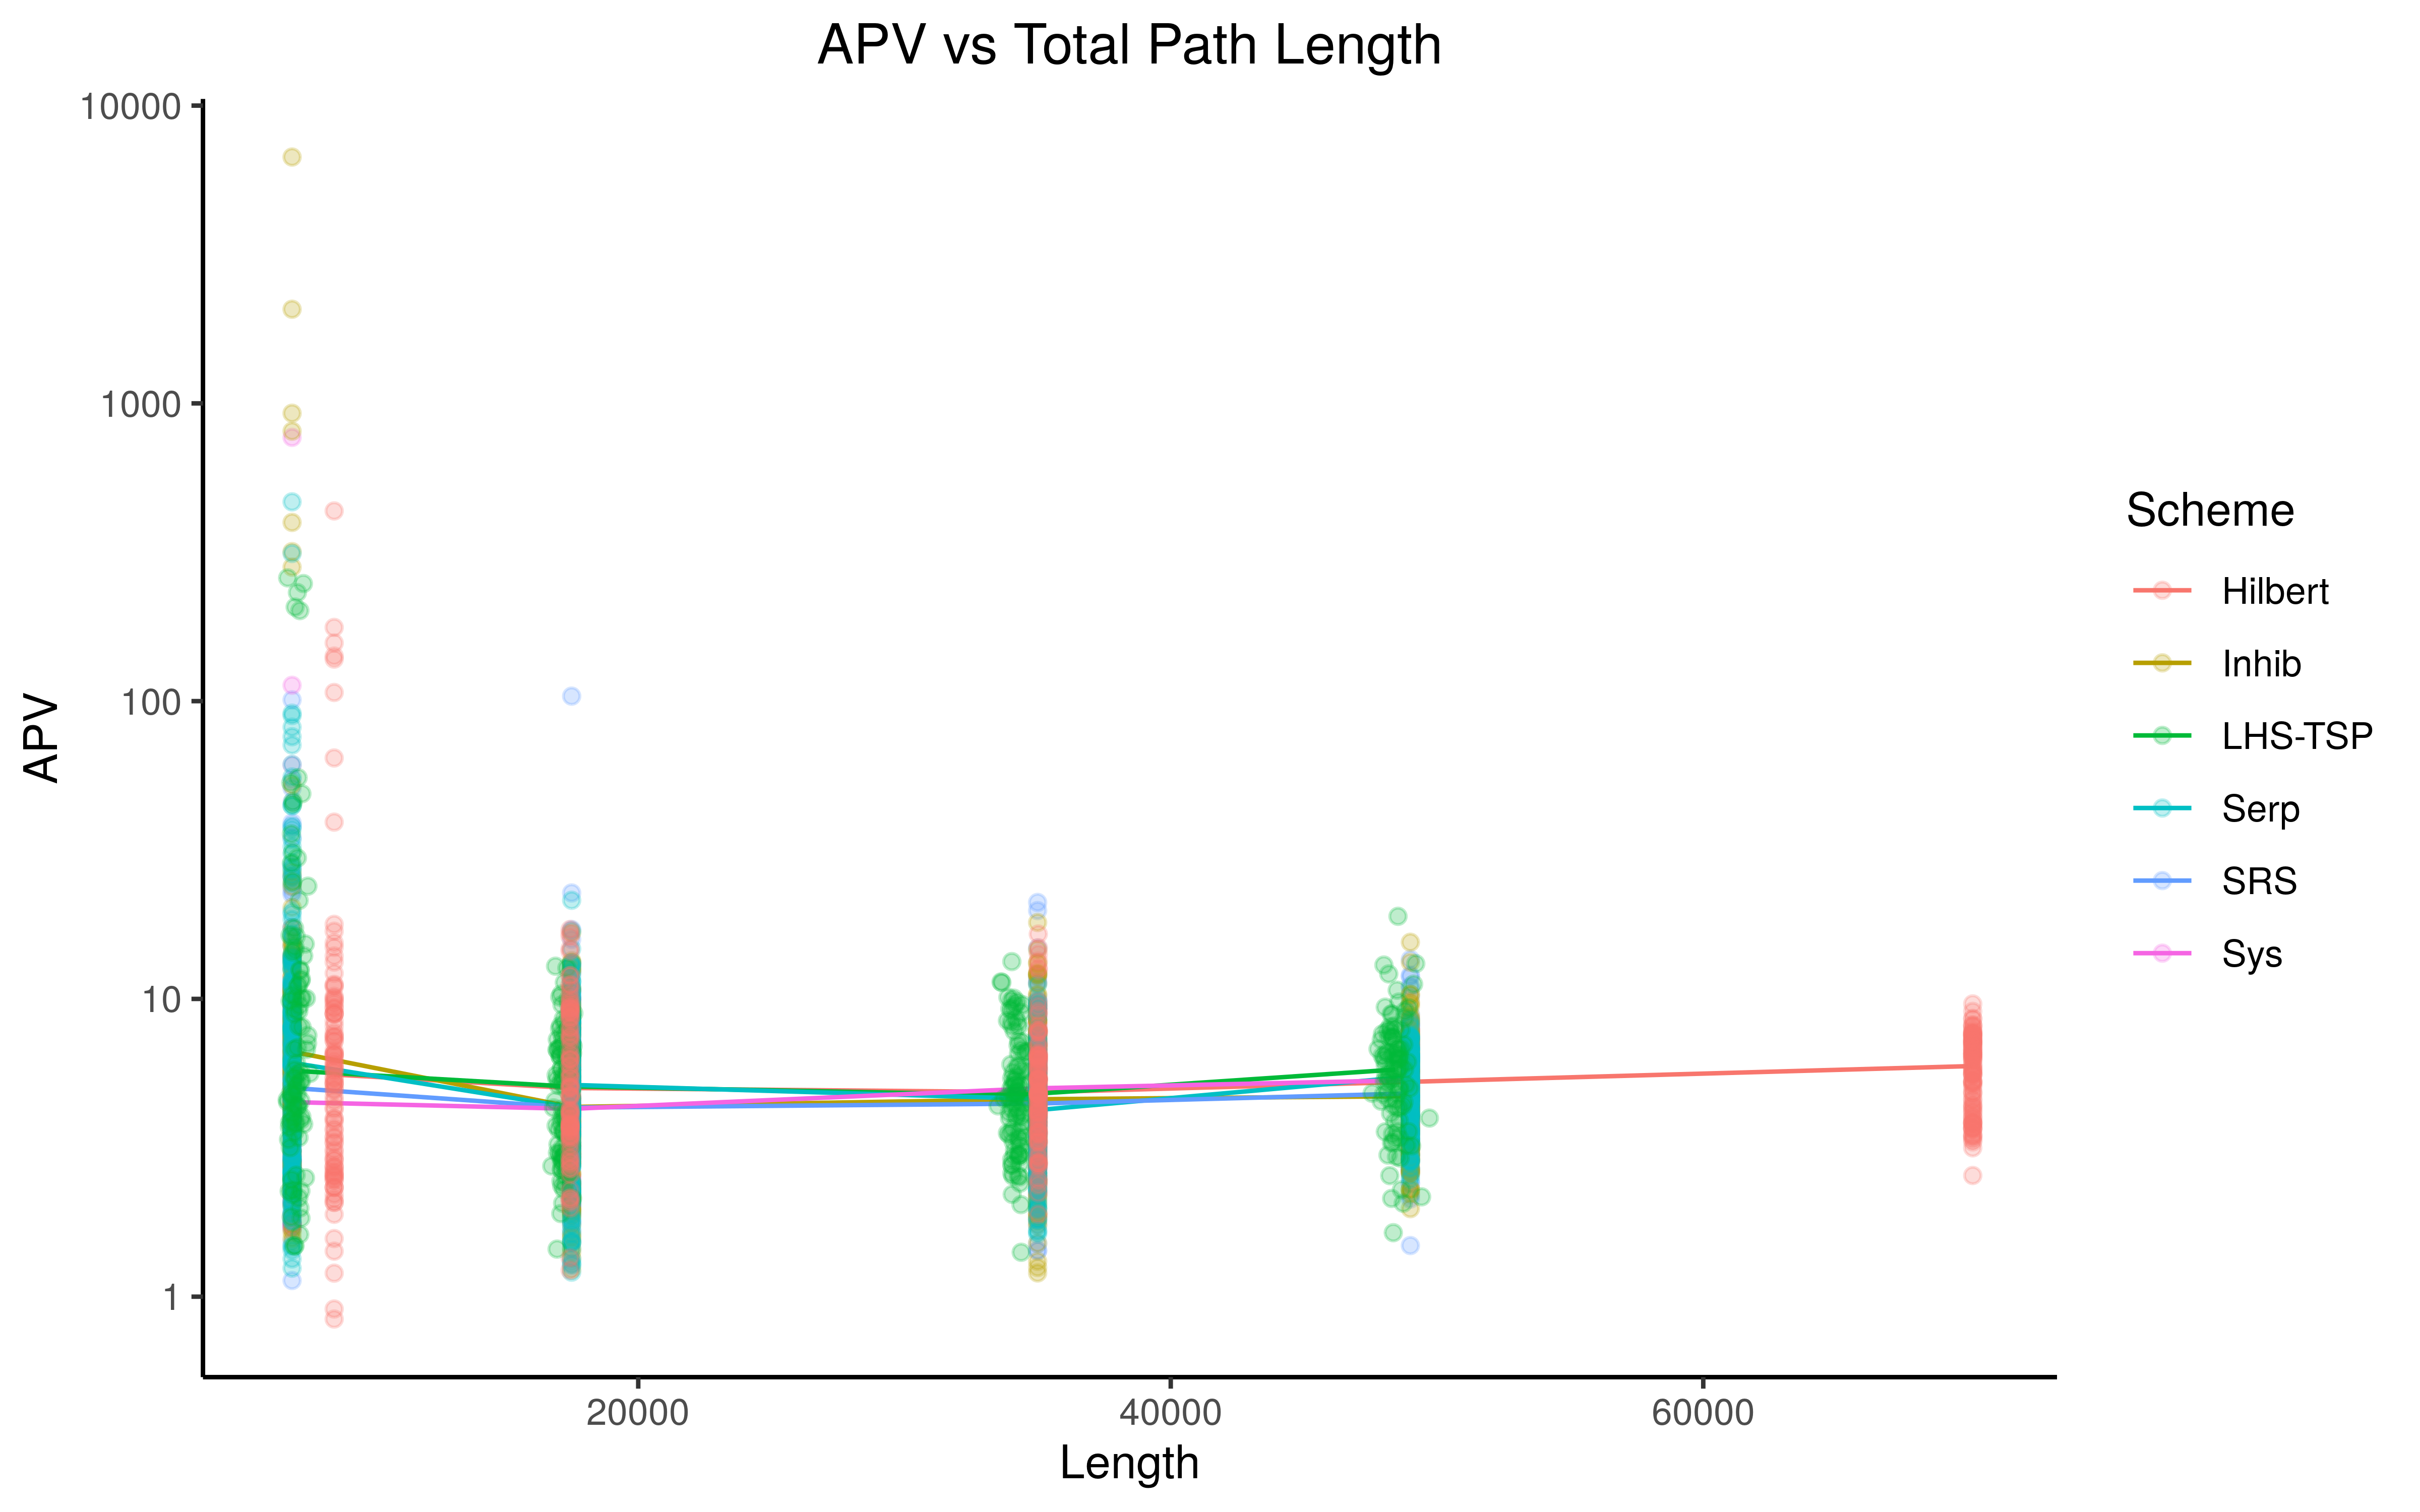 APV vs Total Path Length
10000
1000
100
10
1
APV
20000 40000 60000
Length
Scheme
Hilbert
Inhib
LHS-TSP
Serp
SRS
Sys